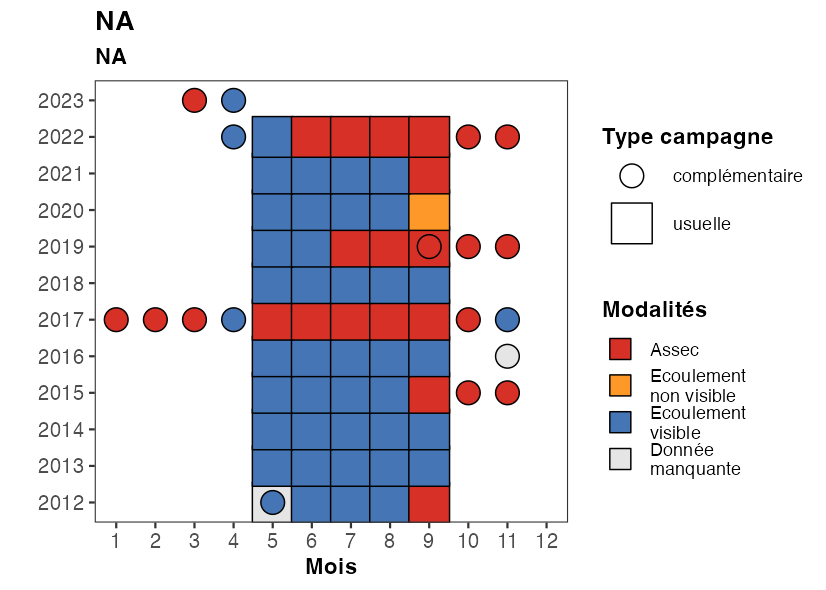 NA
NA
2023
2022
2021
2020
2019
2018
2017
2016
2015
2014
2013
2012
1 2 3 4 5 6 7 8 9 10 11 12
Mois
Type campagne
complémentaire
usuelle
Modalités
Assec
Ecoulement
non visible
Ecoulement
visible
Donnée
manquante